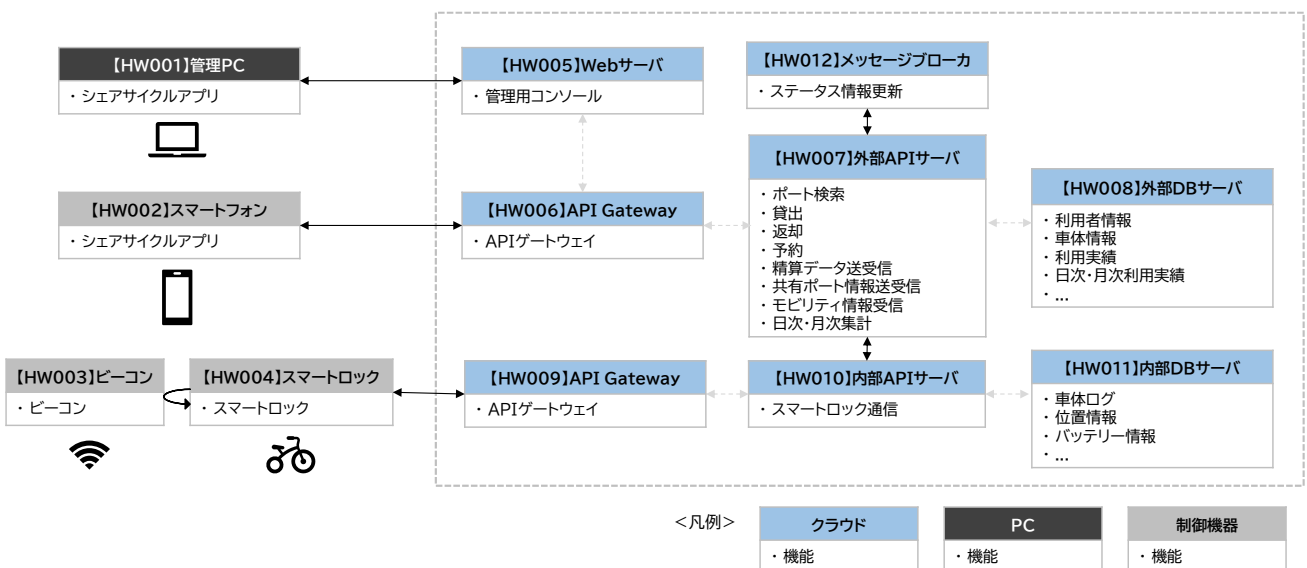 【HW001】管理PC
・シェアサイクルアプリ
【HW005】Webサーバ
・管理用コンソール
【HW012】メッセージブローカ
・ステータス情報更新
【HW002】スマートフォン
・シェアサイクルアプリ
【HW006】API Gateway
・APIゲートウェイ
【HW007】外部APIサーバ
・ポート検索
・貸出
・返却
・予約
・精算データ送受信
・共有ポート情報送受信
・モビリティ情報受信
・日次・月次集計
【HW008】外部DBサーバ
・利用者情報
・車体情報
・利用実績
・日次・月次利用実績
・...
【HW003】ビーコン
・ビーコン
【HW004】スマートロック
・スマートロック
【HW009】API Gateway
・APIゲートウェイ
【HW010】内部APIサーバ
・スマートロック通信
【HW011】内部DBサーバ
・車体ログ
・位置情報
・バッテリー情報
・...
<凡例>
クラウド
・機能
PC
・機能
制御機器
・機能